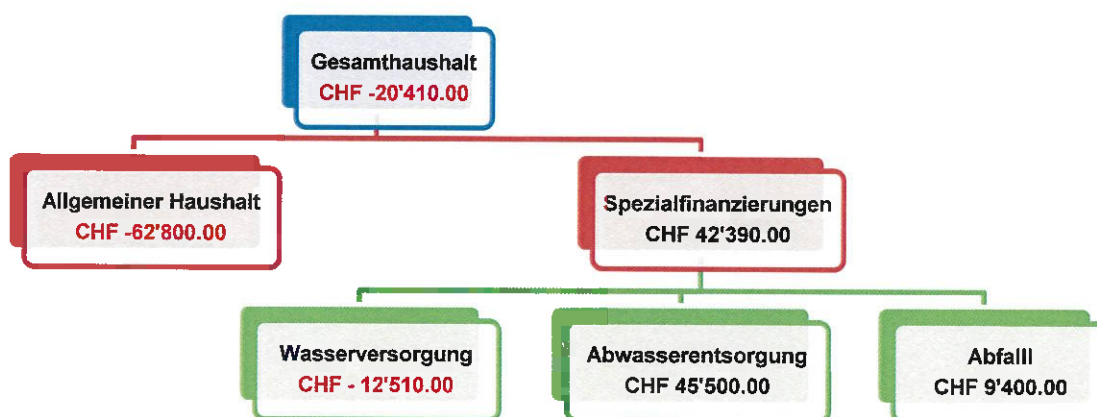 Gesamthaushalt
CHF -20'410.00
Allgemeiner Haushalt
CHF -62'800.00
Spezialfinanzierungen
CHF 42'390.00
Wasserversorgung
CHF - 12'510.00
Abwasserentsorgung
CHF 45'500.00
Abfalll
CHF 9'400.00